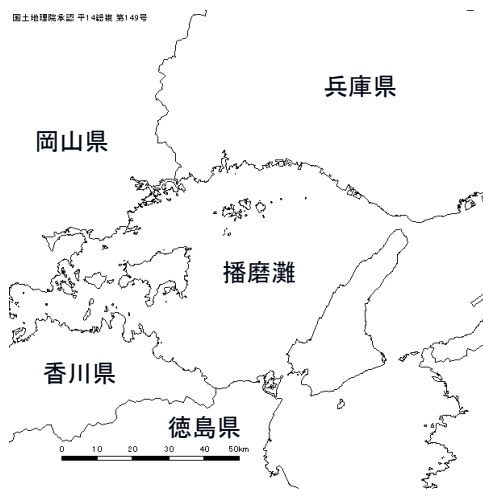 国土地理院承認 平14総複 第149号
兵庫県
岡山県
播磨灘
香川県
徳島県
0 10 20 30 40 50km